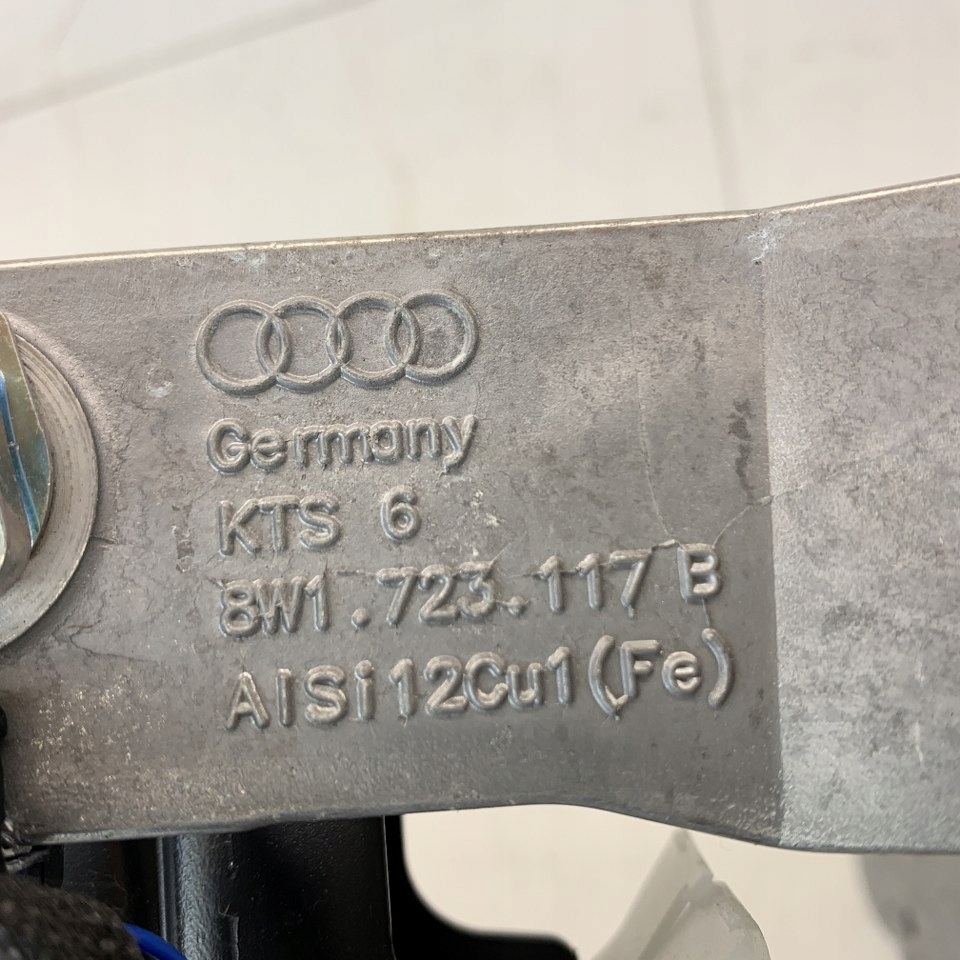 Germany
KTS 6
8W1.723.117 B
AlSi12Cu1(Fe)